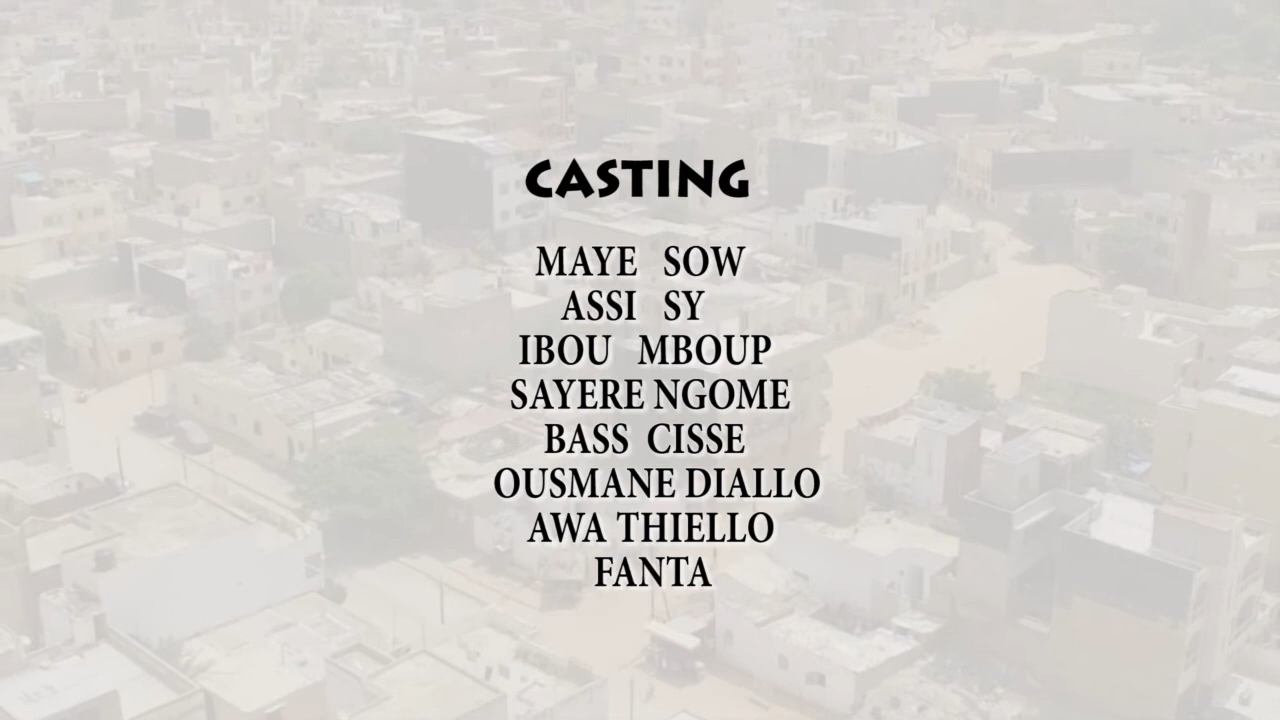 CASTING
MAYE SOW
ASSI SY
IBOU MBOUP
SAYERE NGOME
BASS CISSE
OUSMANE DIALLO
AWA THIELLO
FANTA